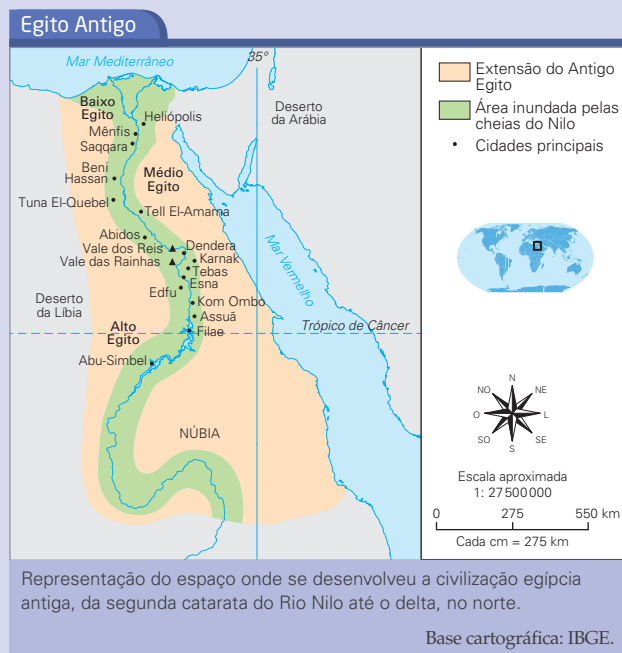 Egito Antigo
Mar Mediterrâneo
35°
Baixo
Egito
Heliópolis
Deserto
da Arábia
Mênfis
Saqqara
Beni
Hassan
Médio
Egito
Tuna El-Quebel
Tell El-Amama
Abidos
Vale dos Reis
Dendera
Vale das Rainhas
Karnak
Tebas
Esna
Edfu
Mar Vermelho
Deserto
da Líbia
Kom Ombo
Assuã
Alto
Egito
Filae
Trópico de Câncer
Abu-Simbel
NÚBIA
Extensão do Antigo
Egito
Área inundada pelas
cheias do Nilo
Cidades principais
N
NO
NE
O
L
SO
SE
S
Escala aproximada
1: 27 500 000
0 275 550 km
Cada cm = 275 km
Representação do espaço onde se desenvolveu a civilização egípcia
antiga, da segunda catarata do Rio Nilo até o delta, no norte.
Base cartográfica: IBGE.